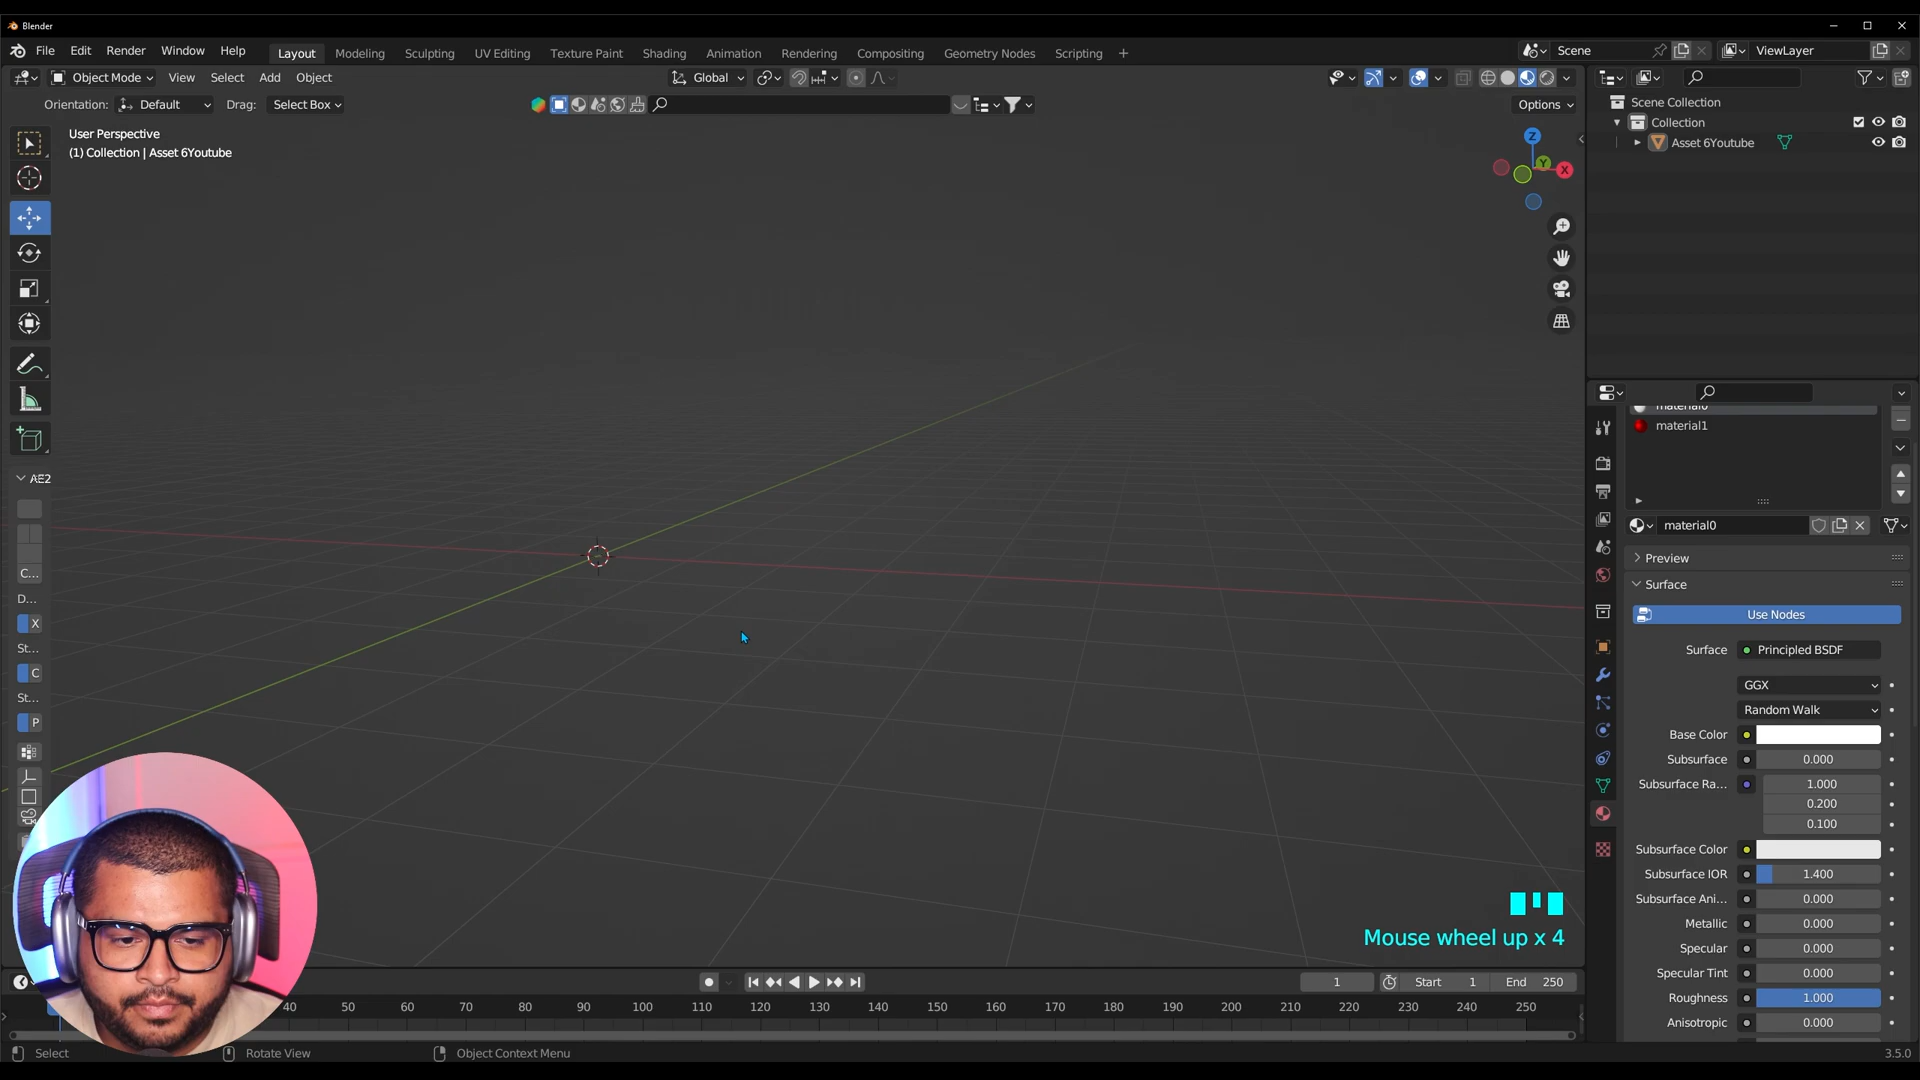 Blender
File Edit Render Window Help Layout Modeling Sculpting UV Editing Texture Paint Shading Animation Rendering Compositing Geometry Nodes Scripting + Scene ViewLayer
Object Mode View Select Add Object Global
Orientation: Default Drag: Select Box Options
User Perspective
(1) Collection | Asset 6Youtube
Z
Y
X
Scene Collection
Collection
Asset 6Youtube
AE2
C...
D...
X
St...
C
St...
P
material0
material1
material0
Preview
Surface
Use Nodes
Surface Principled BSDF
GGX
Random Walk
Base Color
Subsurface 0.000
Subsurface Ra... 1.000
0.200
0.100
Subsurface Color
Subsurface IOR 1.400
Subsurface Ani... 0.000
Metallic 0.000
Specular 0.000
Specular Tint 0.000
Roughness 1.000
Anisotropic 0.000
Mouse wheel up x 4
1 Start 1 End 250
40 50 60 70 80 90 100 110 120 130 140 150 160 170 180 190 200 210 220 230 240 250
Select Rotate View Object Context Menu 3.5.0